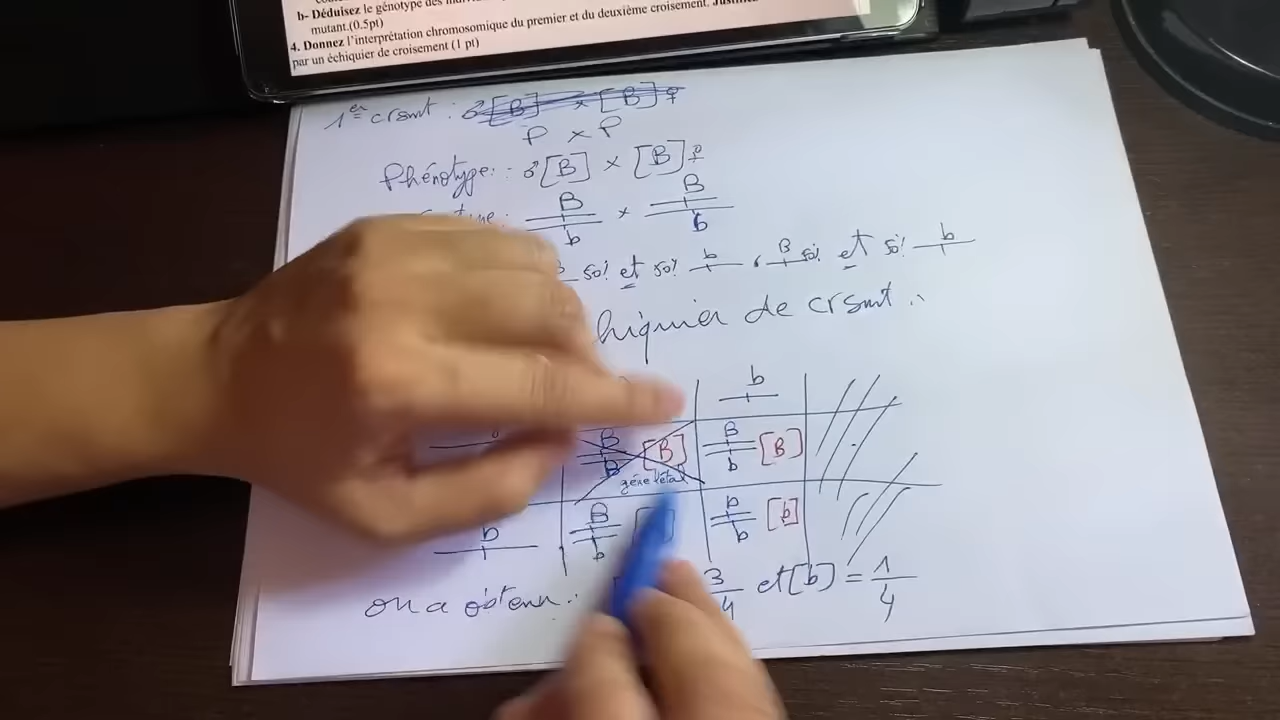 b- Déduisez le génotype des
mutant.(0.5pt)
4. Donnez l'interprétation chromosomique du premier et du deuxième croisement.
par un échiquier de croisement (1 pt)
1er crsmt : ♂[B] × [B]♀
P × P
Phénotype : ♂[B] × [B]♀
B × B
b b
50% et 50% b , B 50% et 50% b
hiquier de crsmt :
b
B B [B] B b [B]
gène létal
b B b b b [b]
on a obtenu : 3/4 et [b] = 1/4